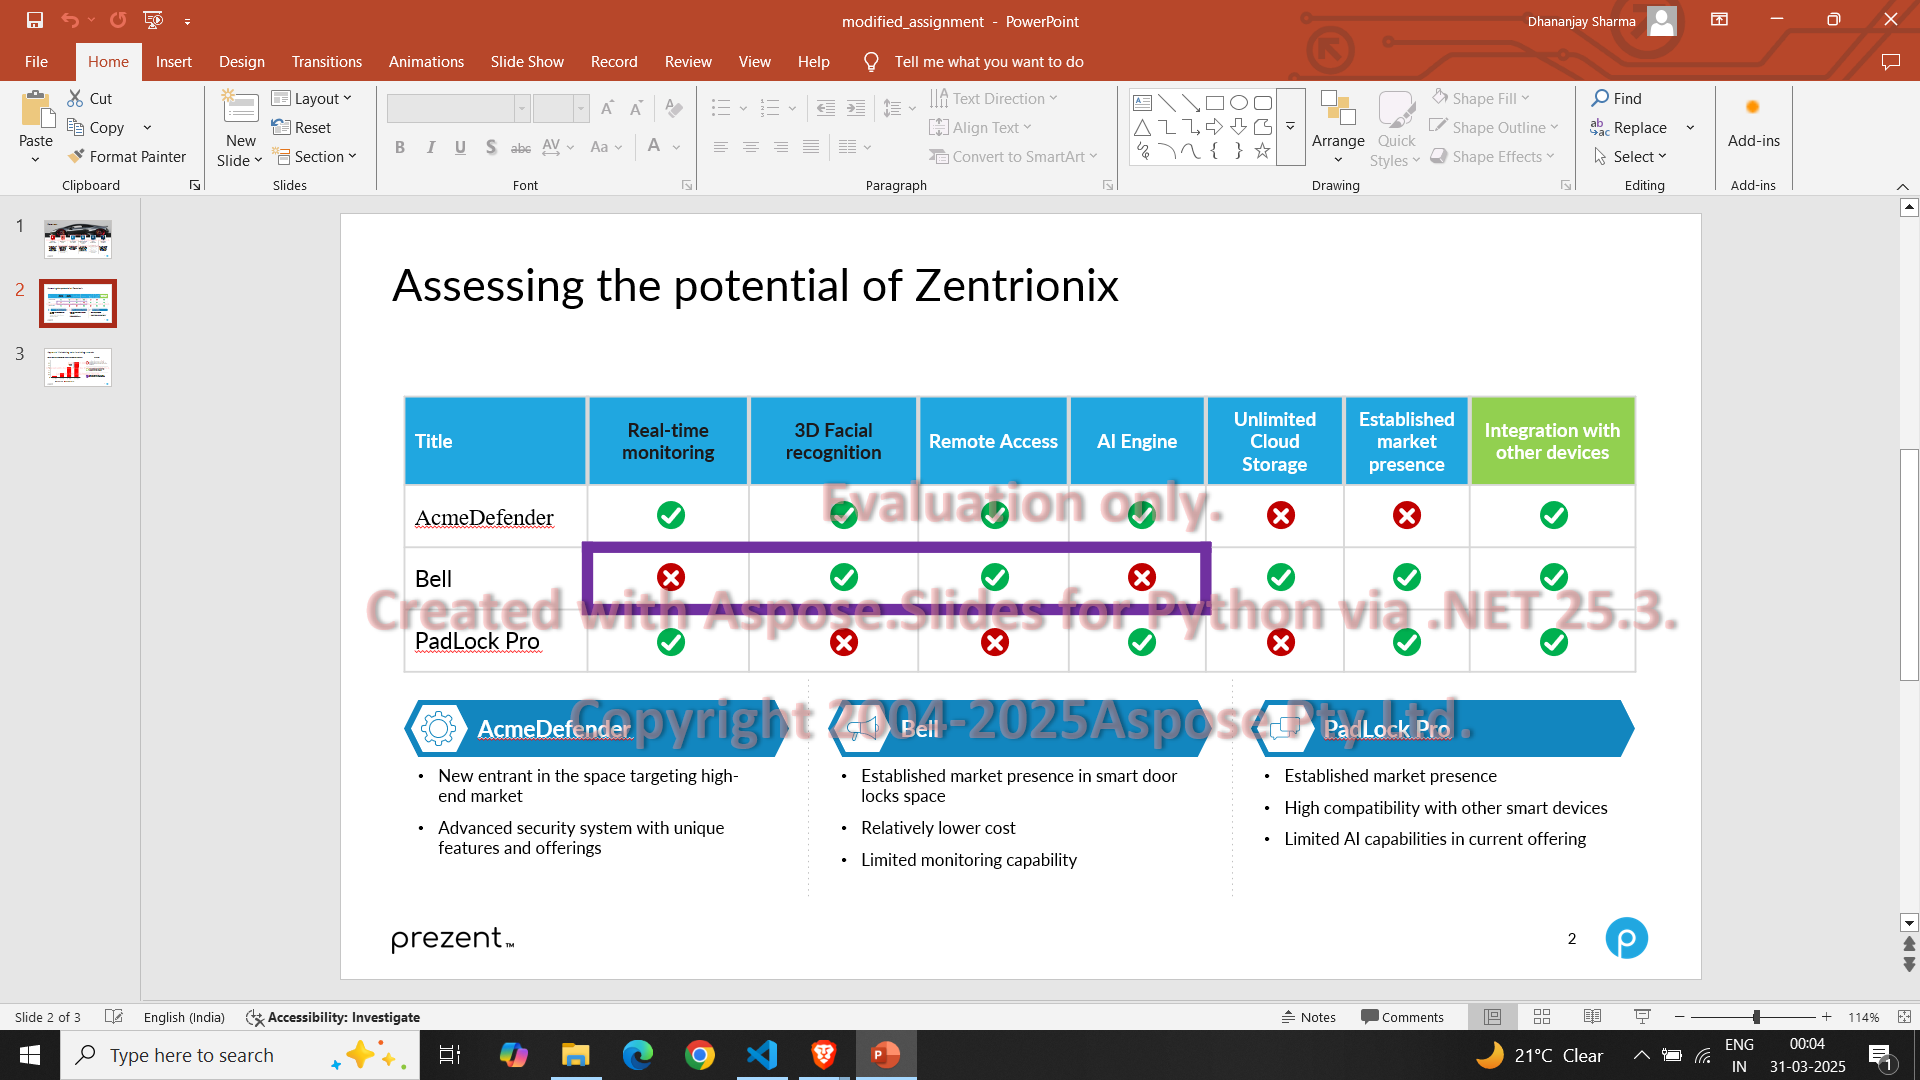 modified_assignment - PowerPoint
Dhananjay Sharma
File Home Insert Design Transitions Animations Slide Show Record Review View Help Tell me what you want to do
Paste
Cut
Copy
Format Painter
Clipboard
New Slide
Layout
Reset
Section
Slides
B I U S abc AV Aa A
Font
Text Direction
Align Text
Convert to SmartArt
Paragraph
Arrange
Quick Styles
Shape Fill
Shape Outline
Shape Effects
Drawing
Find
Replace
Select
Editing
Add-ins
Add-ins
1
2
3
Assessing the potential of Zentrionix
Title
Real-time
monitoring
3D Facial
recognition
Remote Access
AI Engine
Unlimited
Cloud
Storage
Established
market
presence
Integration with
other devices
AcmeDefender
Bell
PadLock Pro
Evaluation only.
Created with Aspose.Slides for Python via .NET 25.3.
Copyright 2004-2025Aspose Pty Ltd.
AcmeDefender
• New entrant in the space targeting high-
end market
• Advanced security system with unique
features and offerings
Bell
• Established market presence in smart door
locks space
• Relatively lower cost
• Limited monitoring capability
PadLock Pro
• Established market presence
• High compatibility with other smart devices
• Limited AI capabilities in current offering
prezent™
2
p
Slide 2 of 3 English (India) Accessibility: Investigate Notes Comments 114%
Type here to search
21°C Clear
ENG
IN
00:04
31-03-2025
1